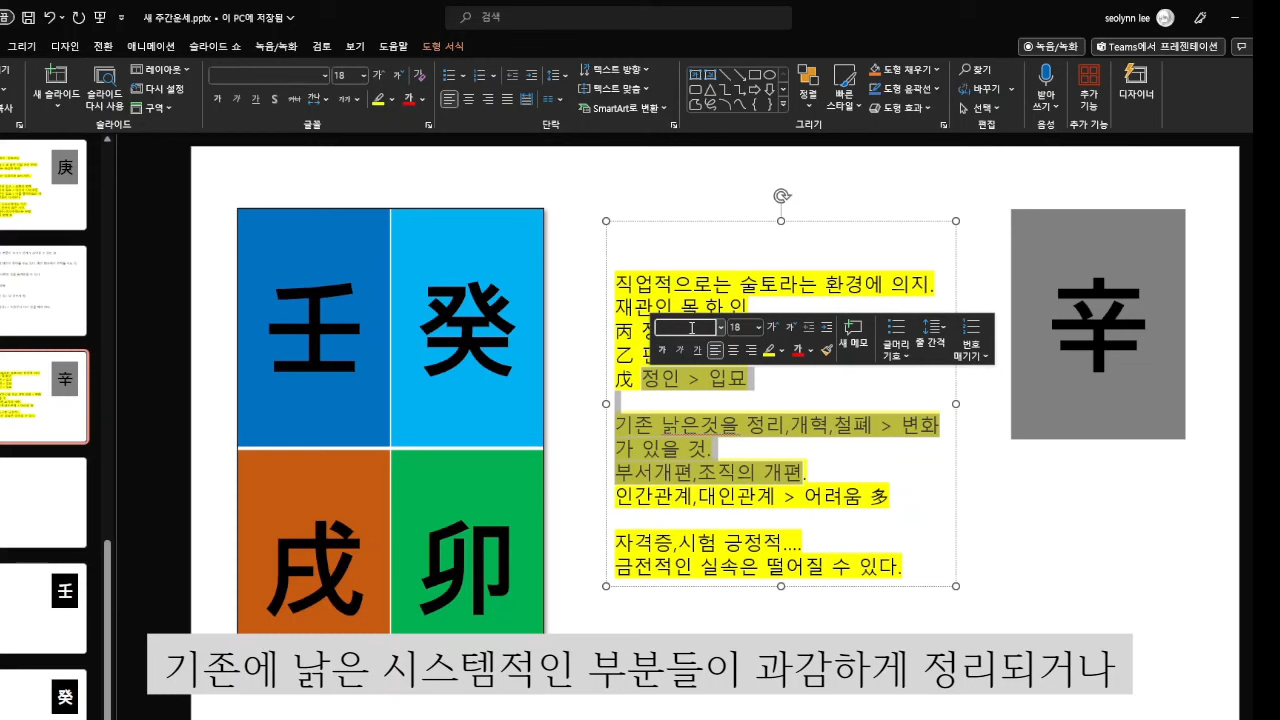 새 주간운세.pptx • 이 PC에 저장됨
검색
seolynn lee
그리기 디자인 전환 애니메이션 슬라이드 쇼 녹음/녹화 검토 보기 도움말 도형 서식
녹음/녹화 Teams에서 프레젠테이션
새 슬라이드
슬라이드 다시 사용
레이아웃
다시 설정
구역
슬라이드
18
글꼴
텍스트 방향
텍스트 맞춤
SmartArt로 변환
단락
정렬
빠른 스타일
도형 채우기
도형 윤곽선
도형 효과
그리기
찾기
바꾸기
선택
편집
받아쓰기
음성
추가 기능
추가 기능
디자이너
庚
辛
壬
癸
壬 癸
戌 卯
직업적으로는 술토라는 환경에 의지.
재관인 목 화 인
丙
乙
戊 정인 > 입묘
기존 낡은것을 정리,개혁,철폐 > 변화
가 있을 것.
부서개편,조직의 개편.
인간관계,대인관계 > 어려움 多
자격증,시험 긍정적....
금전적인 실속은 떨어질 수 있다.
18
새 메모
글머리 기호
줄 간격
번호 매기기
辛
기존에 낡은 시스템적인 부분들이 과감하게 정리되거나